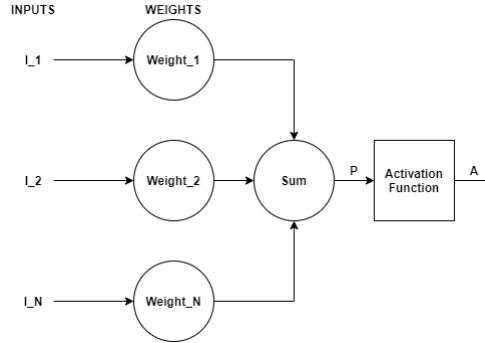 INPUTS WEIGHTS
I_1 Weight_1
I_2 Weight_2 Sum P Activation Function A
I_N Weight_N